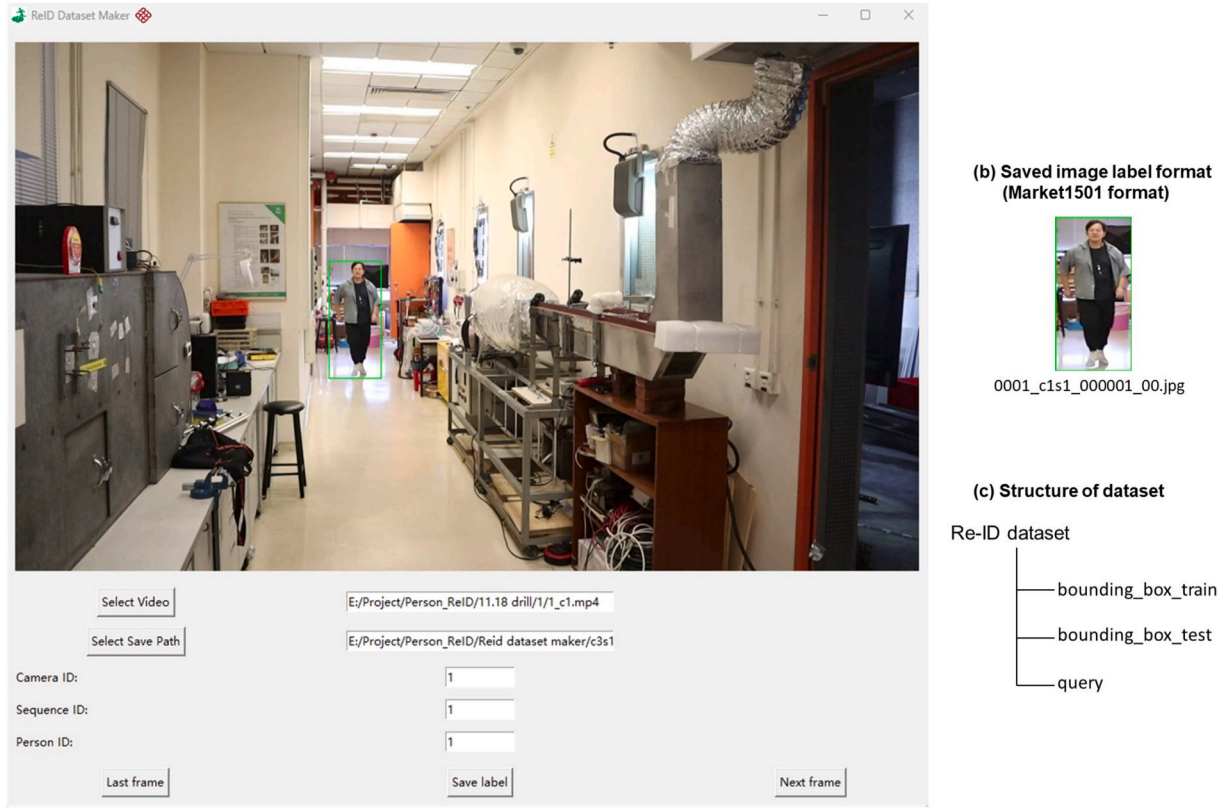 ReID Dataset Maker
Select Video
E:/Project/Person_ReID/11.18 drill/1/1_c1.mp4
Select Save Path
E:/Project/Person_ReID/Reid dataset maker/c3s1
Camera ID:
1
Sequence ID:
1
Person ID:
1
Last frame
Save label
Next frame
(b) Saved image label format
(Market1501 format)
0001_c1s1_000001_00.jpg
(c) Structure of dataset
Re-ID dataset
bounding_box_train
bounding_box_test
query